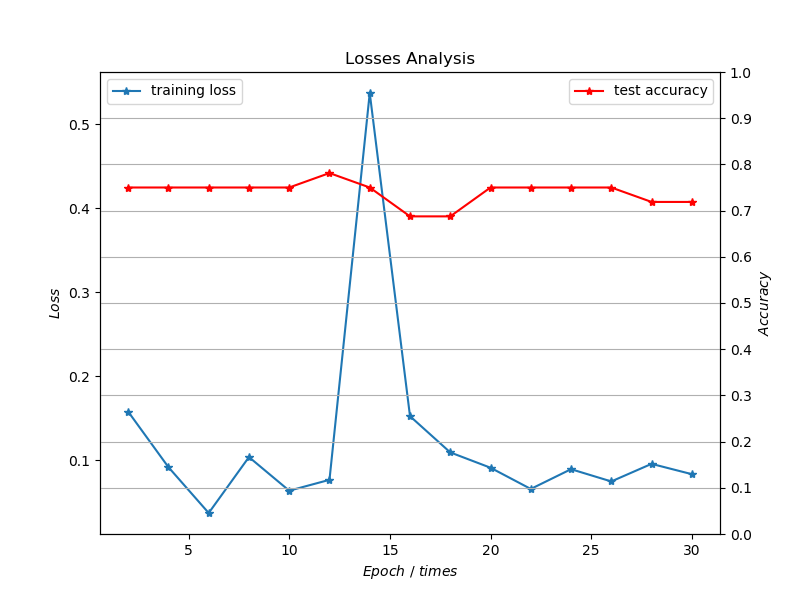 Losses Analysis
training loss
test accuracy
0.5
0.4
0.3
0.2
0.1
Loss
1.0
0.9
0.8
0.7
0.6
0.5
0.4
0.3
0.2
0.1
0.0
Accuracy
5 10 15 20 25 30
Epoch / times